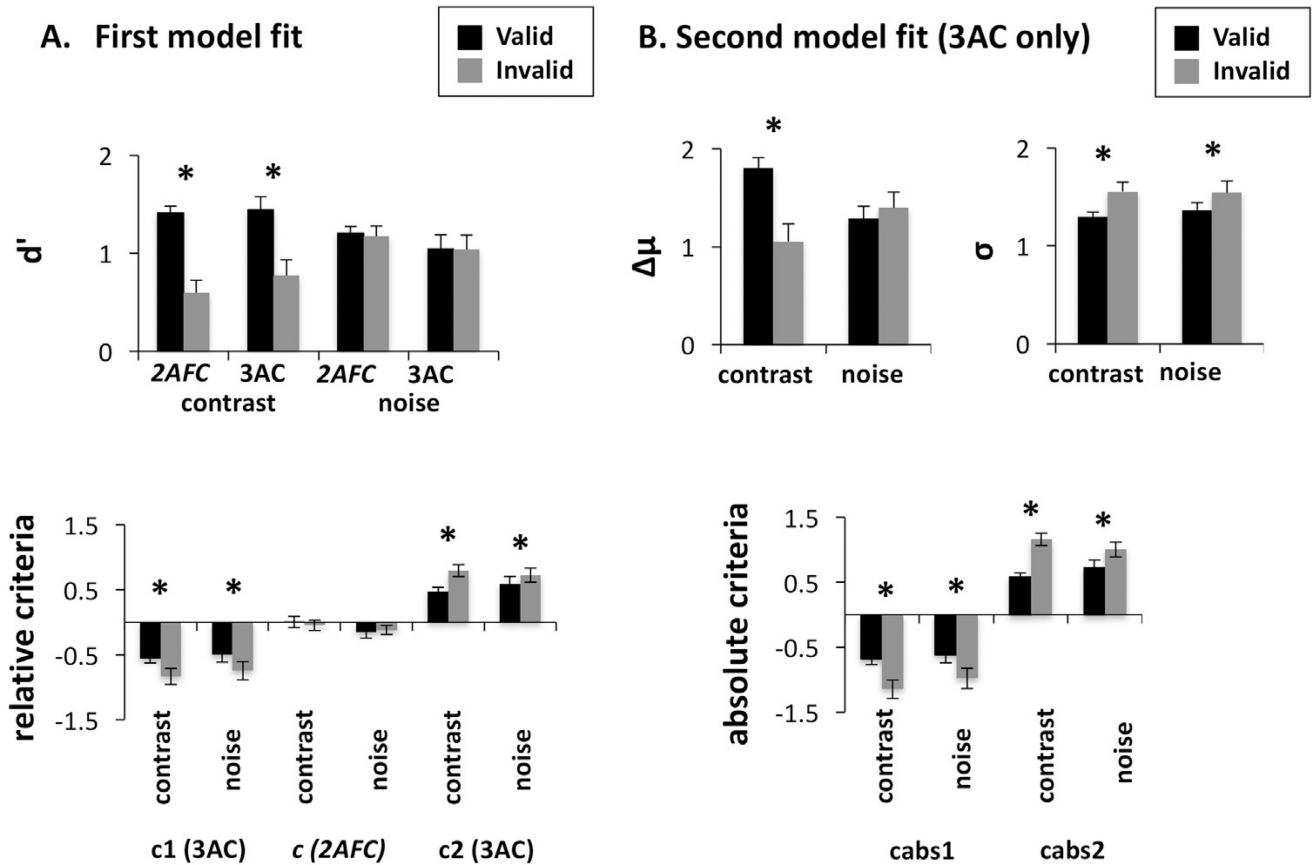 A. First model fit
Valid
Invalid
B. Second model fit (3AC only)
Valid
Invalid
d'
2
1
0
*
*
2AFC 3AC 2AFC 3AC
contrast noise
Δμ
2
1
0
*
contrast noise
σ
2
1
0
* *
contrast noise
relative criteria
1.5
0.5
-0.5
-1.5
* * * *
contrast noise contrast noise contrast noise
c1 (3AC) c (2AFC) c2 (3AC)
absolute criteria
1.5
0.5
-0.5
-1.5
* * * *
contrast noise contrast noise
cabs1 cabs2